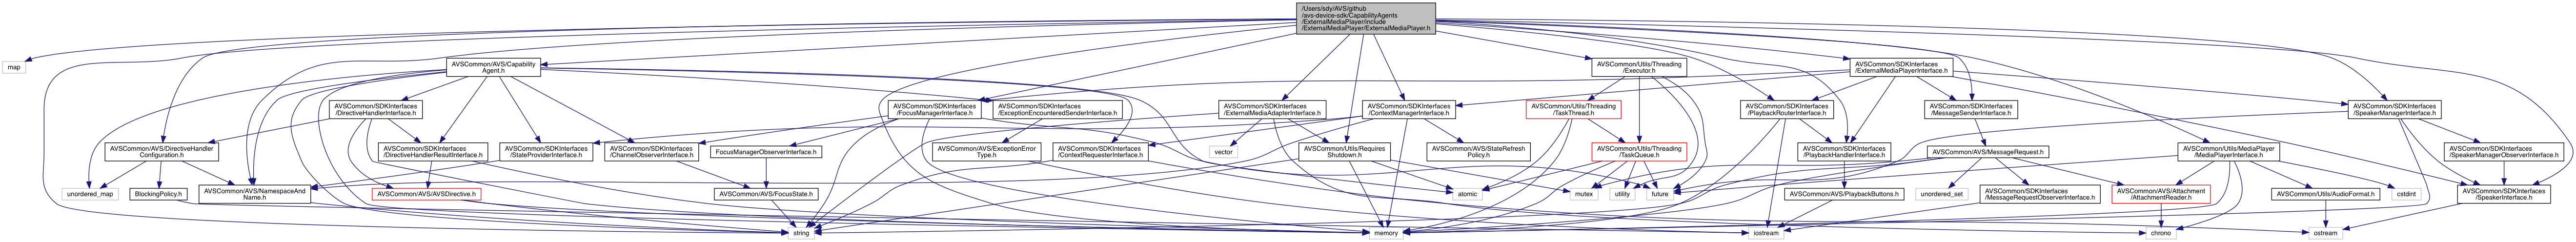 /Users/sdy/AVS/github
/avs-device-sdk/CapabilityAgents
/ExternalMediaPlayer/include
/ExternalMediaPlayer/ExternalMediaPlayer.h
map
AVSCommon/AVS/Capability
Agent.h
AVSCommon/Utils/Threading
/Executor.h
AVSCommon/SDKInterfaces
/ExternalMediaPlayerInterface.h
AVSCommon/SDKInterfaces
/DirectiveHandlerInterface.h
AVSCommon/SDKInterfaces
/FocusManagerInterface.h
AVSCommon/SDKInterfaces
/ExceptionEncounteredSenderInterface.h
AVSCommon/SDKInterfaces
/ExternalMediaAdapterInterface.h
AVSCommon/SDKInterfaces
/ContextManagerInterface.h
AVSCommon/Utils/Threading
/TaskThread.h
AVSCommon/SDKInterfaces
/PlaybackRouterInterface.h
AVSCommon/SDKInterfaces
/MessageSenderInterface.h
AVSCommon/SDKInterfaces
/SpeakerManagerInterface.h
AVSCommon/AVS/DirectiveHandler
Configuration.h
AVSCommon/SDKInterfaces
/DirectiveHandlerResultInterface.h
AVSCommon/SDKInterfaces
/StateProviderInterface.h
AVSCommon/SDKInterfaces
/ChannelObserverInterface.h
FocusManagerObserverInterface.h
AVSCommon/AVS/ExceptionError
Type.h
AVSCommon/SDKInterfaces
/ContextRequesterInterface.h
vector
AVSCommon/Utils/Requires
Shutdown.h
AVSCommon/AVS/StateRefresh
Policy.h
AVSCommon/Utils/Threading
/TaskQueue.h
AVSCommon/SDKInterfaces
/PlaybackHandlerInterface.h
AVSCommon/AVS/MessageRequest.h
AVSCommon/Utils/MediaPlayer
/MediaPlayerInterface.h
AVSCommon/SDKInterfaces
/SpeakerManagerObserverInterface.h
unordered_map
BlockingPolicy.h
AVSCommon/AVS/NamespaceAnd
Name.h
AVSCommon/AVS/AVSDirective.h
AVSCommon/AVS/FocusState.h
atomic
mutex
utility
future
AVSCommon/AVS/PlaybackButtons.h
unordered_set
AVSCommon/SDKInterfaces
/MessageRequestObserverInterface.h
AVSCommon/AVS/Attachment
/AttachmentReader.h
AVSCommon/Utils/AudioFormat.h
cstdint
AVSCommon/SDKInterfaces
/SpeakerInterface.h
string
memory
iostream
chrono
ostream